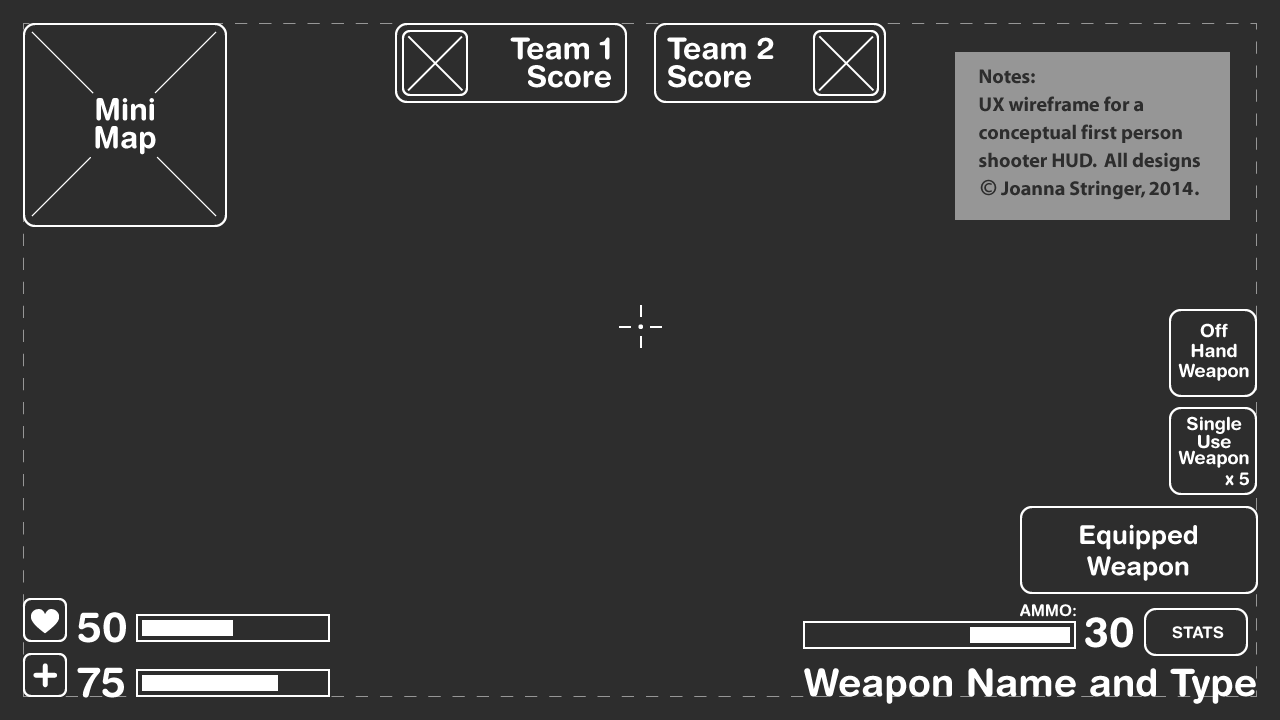 Mini
Map
Team 1
Score
Team 2
Score
Notes:
UX wireframe for a
conceptual first person
shooter HUD.  All designs
© Joanna Stringer, 2014.
Off
Hand
Weapon
Single
Use
Weapon
x 5
Equipped
Weapon
50
75
AMMO:
30
STATS
Weapon Name and Type